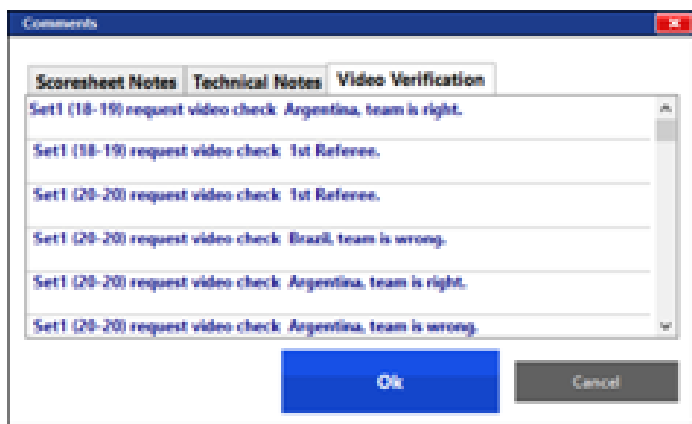 Comments
Scoresheet Notes Technical Notes Video Verification
Set1 (18-19) request video check Argentina, team is right.
Set1 (18-19) request video check 1st Referee.
Set1 (20-20) request video check 1st Referee.
Set1 (20-20) request video check Brazil, team is wrong.
Set1 (20-20) request video check Argentina, team is right.
Set1 (20-20) request video check Argentina, team is wrong.
Ok Cancel